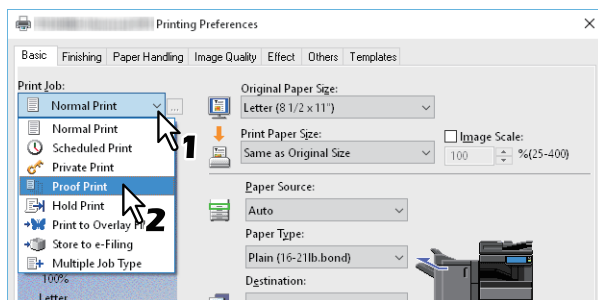 Printing Preferences
Basic Finishing Paper Handling Image Quality Effect Others Templates
Print Job:
Normal Print
...
Normal Print
Scheduled Print
Private Print
Proof Print
Hold Print
Print to Overlay
Store to e-Filing
Multiple Job Type
100%
Letter
1
2
Original Paper Size:
Letter (8 1/2 x 11")
Print Paper Size:
Same as Original Size
Image Scale:
100 %(25-400)
Paper Source:
Auto
Paper Type:
Plain (16-21lb.bond)
Destination: